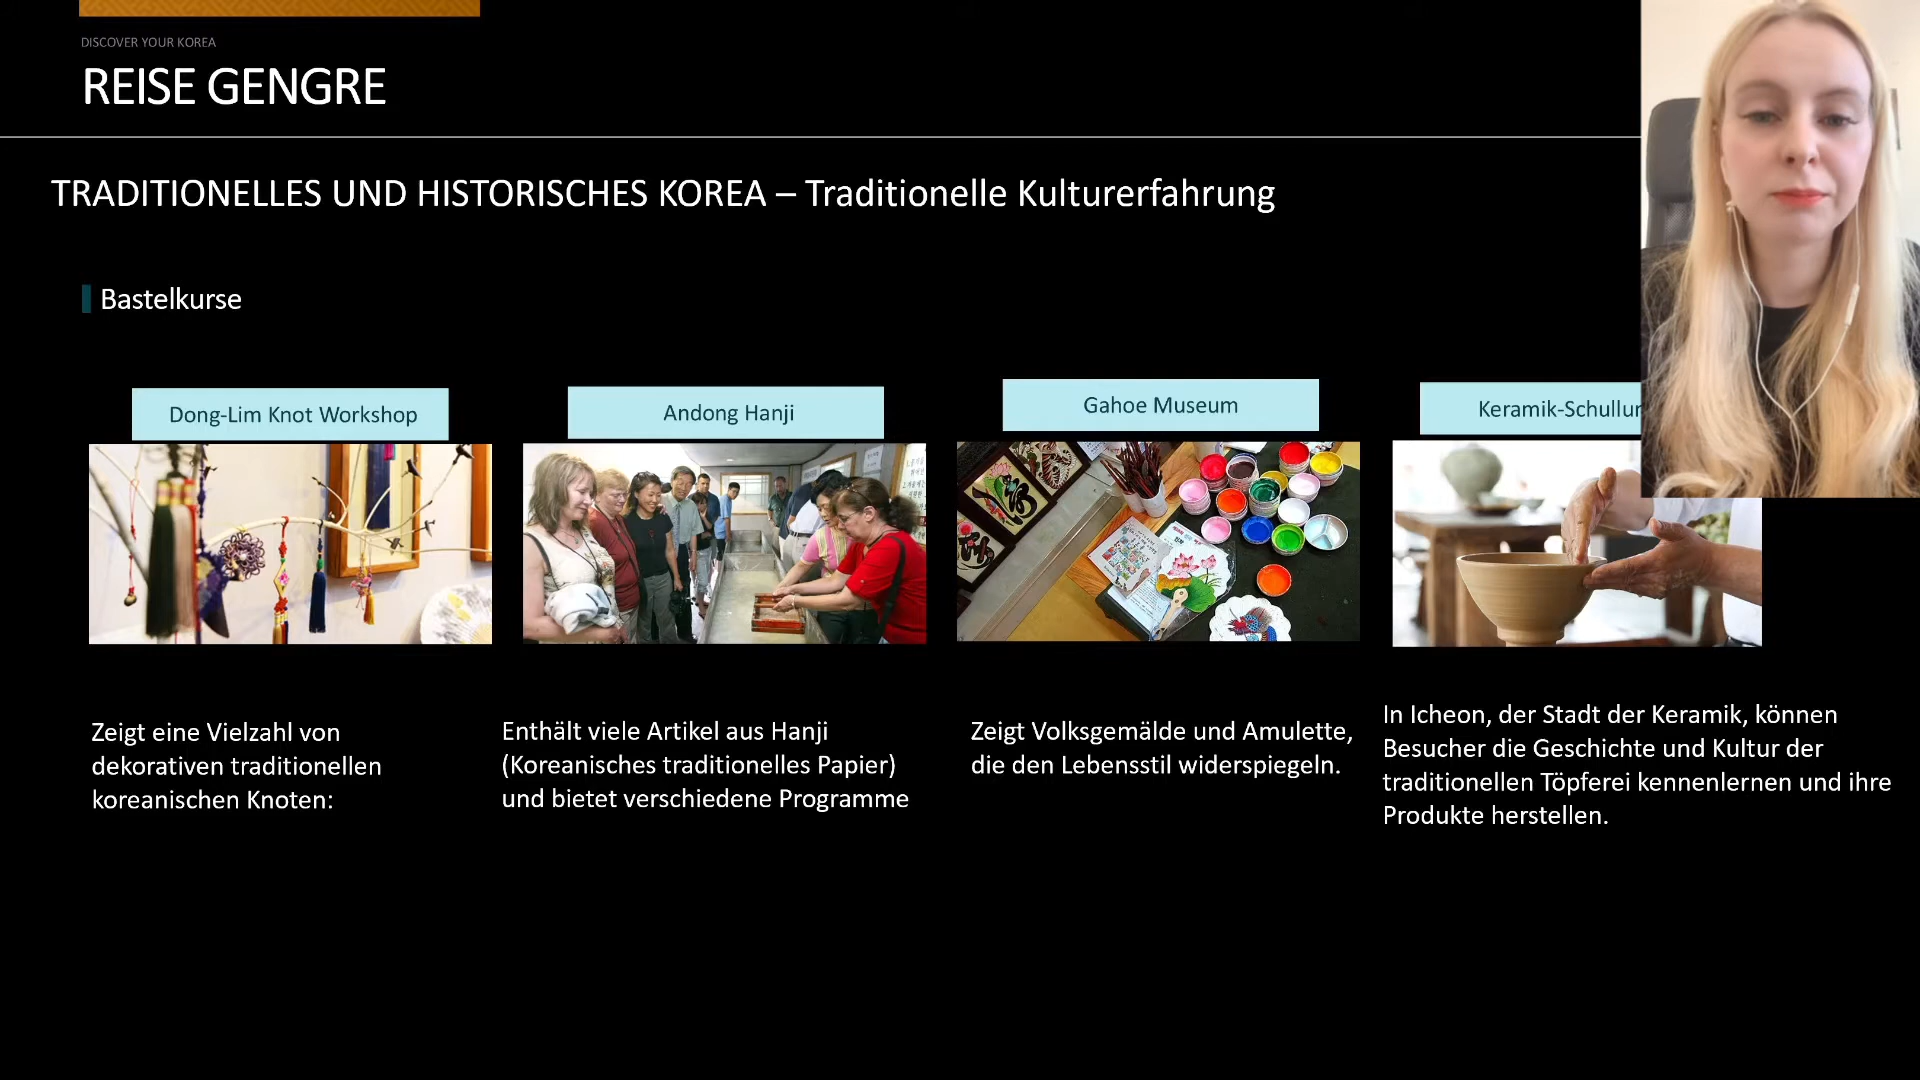 DISCOVER YOUR KOREA
REISE GENGRE
TRADITIONELLES UND HISTORISCHES KOREA – Traditionelle Kulturerfahrung
Bastelkurse
Dong-Lim Knot Workshop
Andong Hanji
Gahoe Museum
Zeigt eine Vielzahl von
dekorativen traditionellen
koreanischen Knoten:
Enthält viele Artikel aus Hanji
(Koreanisches traditionelles Papier)
und bietet verschiedene Programme
Zeigt Volksgemälde und Amulette,
die den Lebensstil widerspiegeln.
In Icheon, der Stadt der Keramik, können
Besucher die Geschichte und Kultur der
traditionellen Töpferei kennenlernen und ihre
Produkte herstellen.